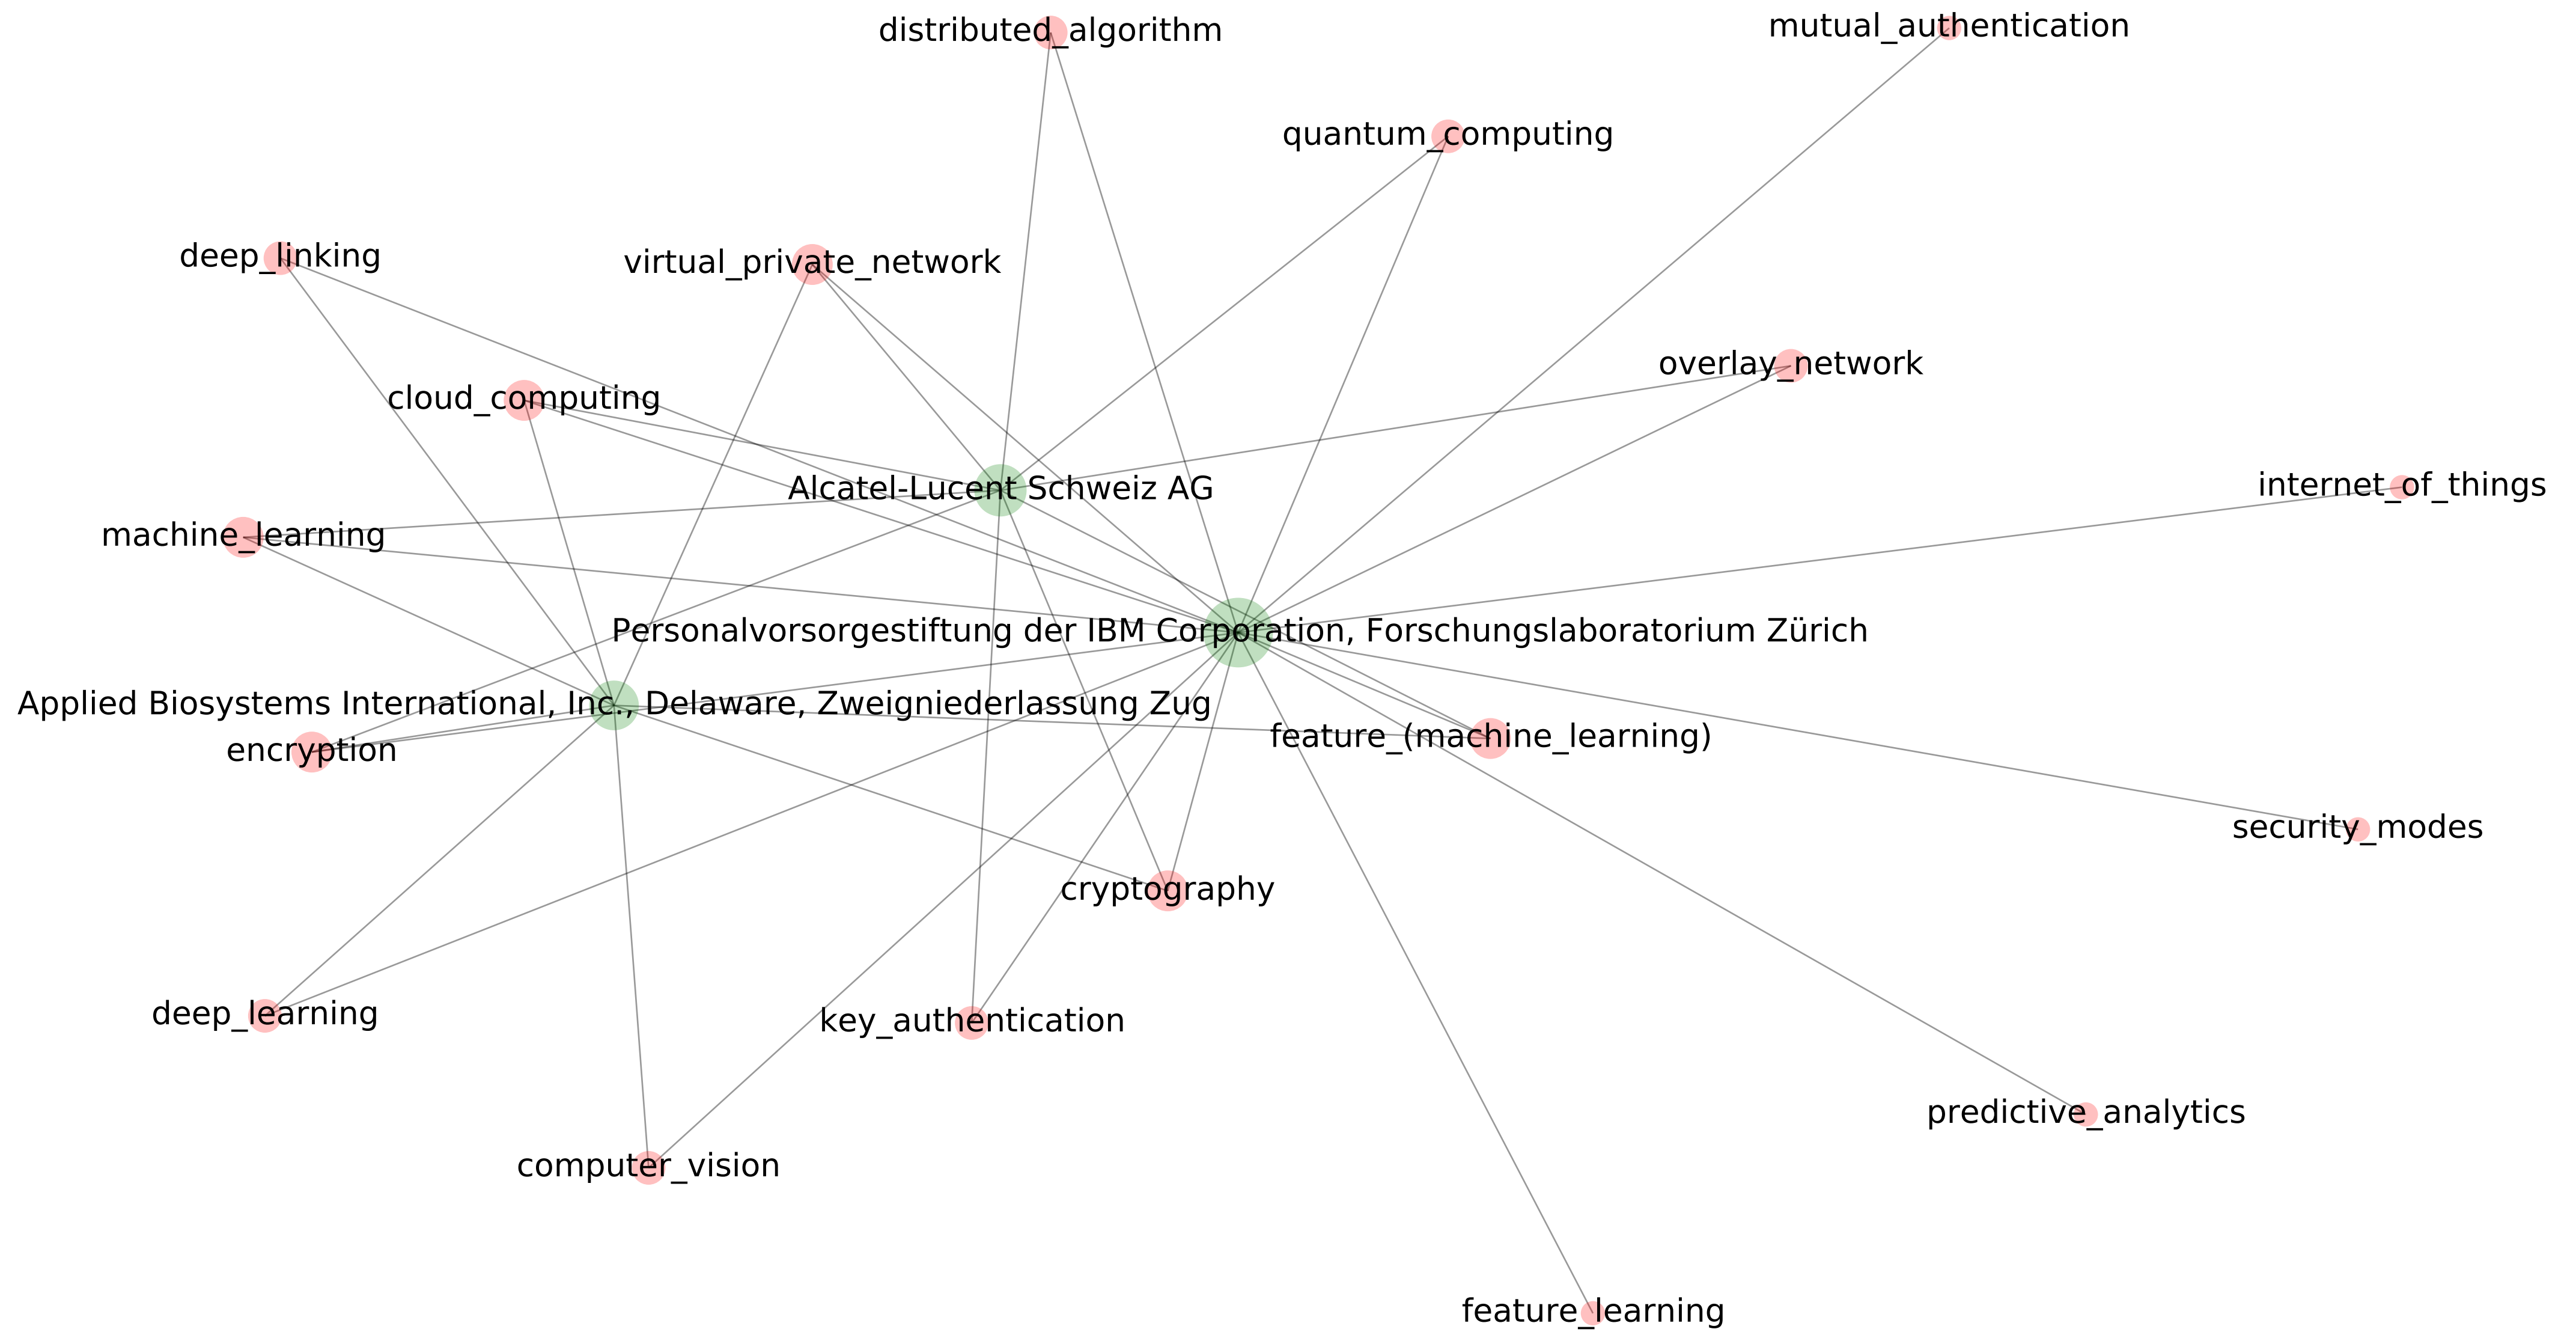 distributed_algorithm
mutual_authentication
quantum_computing
deep_linking
virtual_private_network
overlay_network
cloud_computing
Alcatel-Lucent Schweiz AG
internet_of_things
machine_learning
Personalvorsorgestiftung der IBM Corporation, Forschungslaboratorium Zürich
Applied Biosystems International, Inc., Delaware, Zweigniederlassung Zug
feature_(machine_learning)
encryption
security_modes
cryptography
deep_learning
key_authentication
predictive_analytics
computer_vision
feature_learning